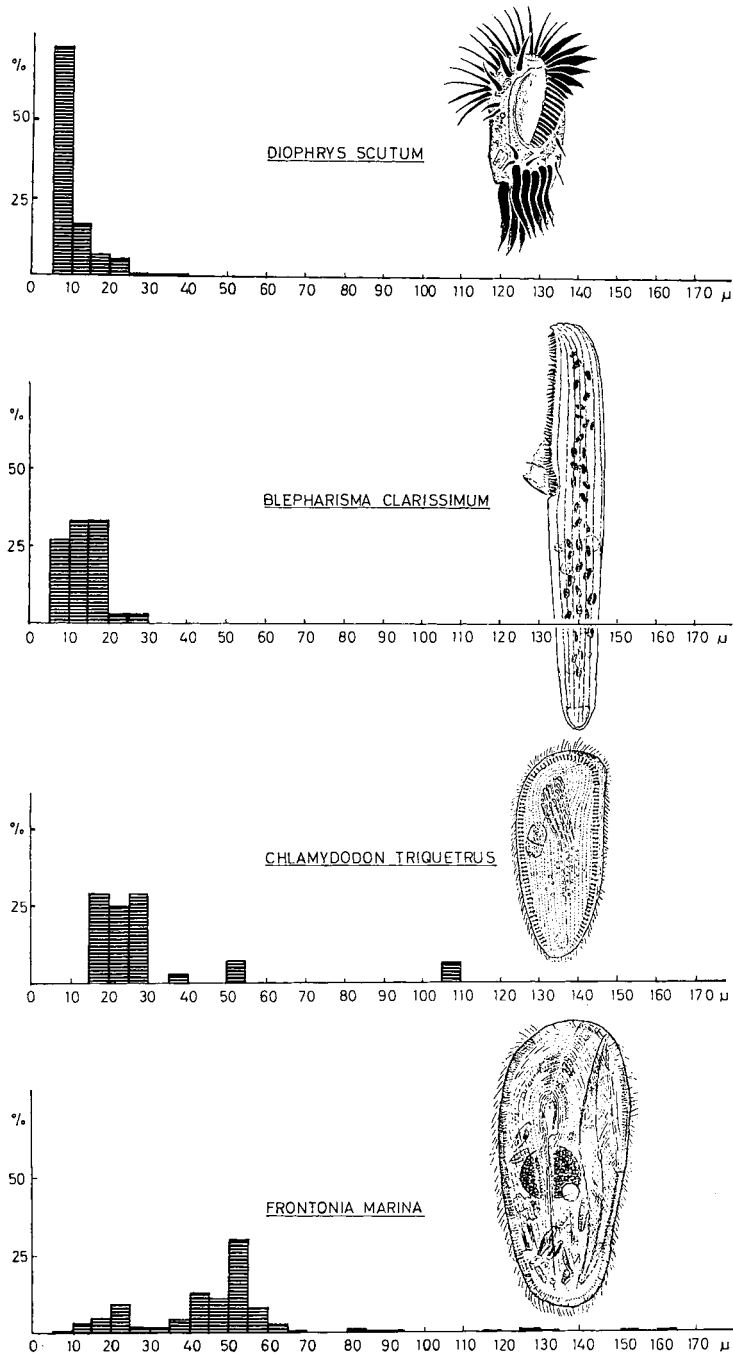 %
50
25
DIOPHRYS SCUTUM
0 10 20 30 40 50 60 70 80 90 100 110 120 130 140 150 160 170 µ
%
50
25
BLEPHARISMA CLARISSIMUM
0 10 20 30 40 50 60 70 80 90 100 110 120 130 140 150 160 170 µ
%
25
CHLAMYDODON TRIQUETRUS
0 10 20 30 40 50 60 70 80 90 100 110 120 130 140 150 160 170 µ
%
50
25
FRONTONIA MARINA
0 10 20 30 40 50 60 70 80 90 100 110 120 130 140 150 160 170 µ